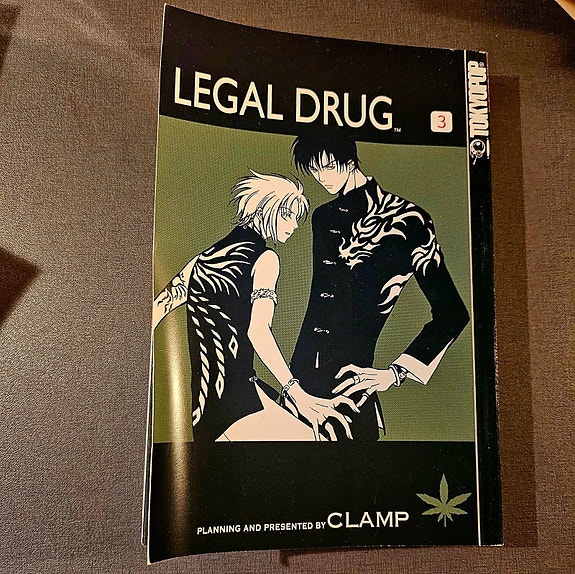 LEGAL DRUG™
3
TOKYOPOP®
PLANNING AND PRESENTED BY CLAMP